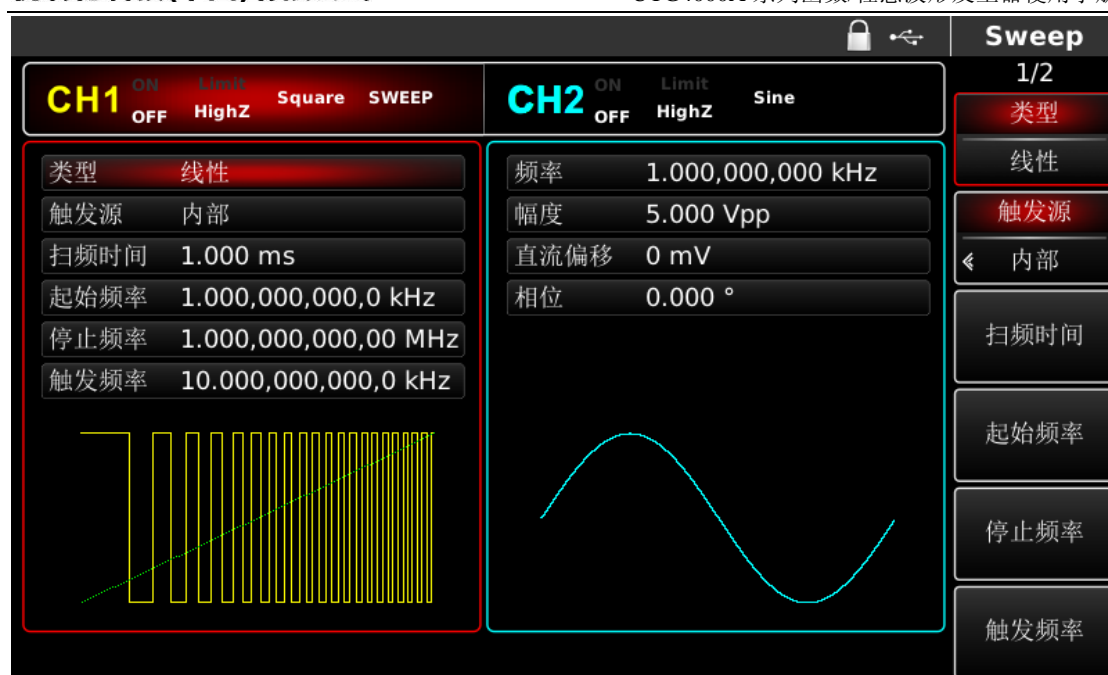 Sweep
1/2
CH1 ON OFF Limit HighZ Square SWEEP
CH2 ON OFF Limit HighZ Sine
类型 线性
触发源 内部
扫频时间 1.000 ms
起始频率 1.000,000,000,0 kHz
停止频率 1.000,000,000,00 MHz
触发频率 10.000,000,000,0 kHz
频率 1.000,000,000 kHz
幅度 5.000 Vpp
直流偏移 0 mV
相位 0.000 °
类型
线性
触发源
内部
扫频时间
起始频率
停止频率
触发频率